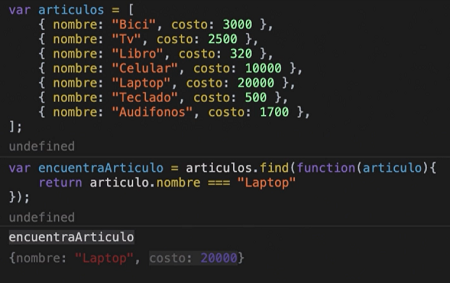 var articulos = [
    { nombre: "Bici", costo: 3000 },
    { nombre: "Tv", costo: 2500 },
    { nombre: "Libro", costo: 320 },
    { nombre: "Celular", costo: 10000 },
    { nombre: "Laptop", costo: 20000 },
    { nombre: "Teclado", costo: 500 },
    { nombre: "Audifonos", costo: 1700 },
];
undefined
var encuentraArticulo = articulos.find(function(articulo){
    return articulo.nombre === "Laptop"
});
undefined
encuentraArticulo
{nombre: "Laptop", costo: 20000}